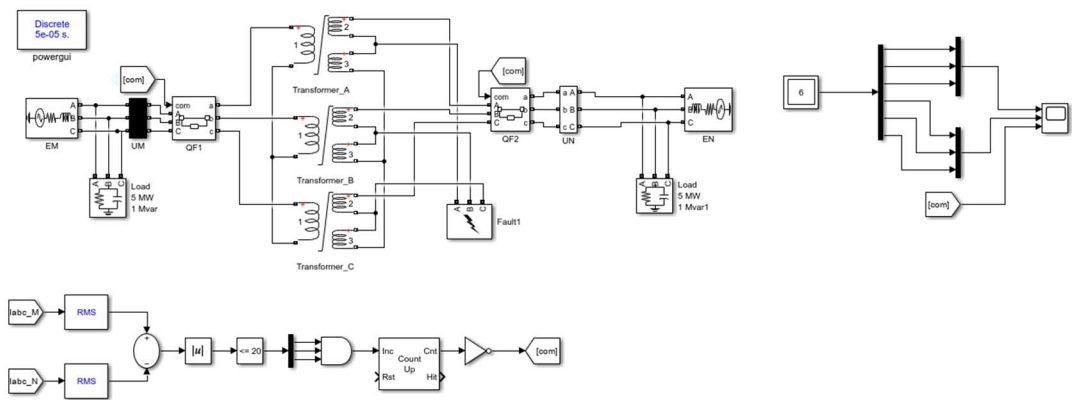 Discrete
5e-05 s.
powergui
[com]
A
B
C
EM
UM
com
A
B
C
a
b
c
QF1
A B C
Load
5 MW
1 Mvar
1
2
3
Transformer_A
1
2
3
Transformer_B
1
2
3
Transformer_C
[com]
com
A
B
C
a
b
c
QF2
a A
b B
c C
UN
A
B
C
EN
A B C
Fault1
A B C
Load
5 MW
1 Mvar1
6
[com]
Iabc_M
RMS
Iabc_N
RMS
+
−
|u|
<= 20
Inc
Cnt
Count
Up
Rst
Hit
[com]